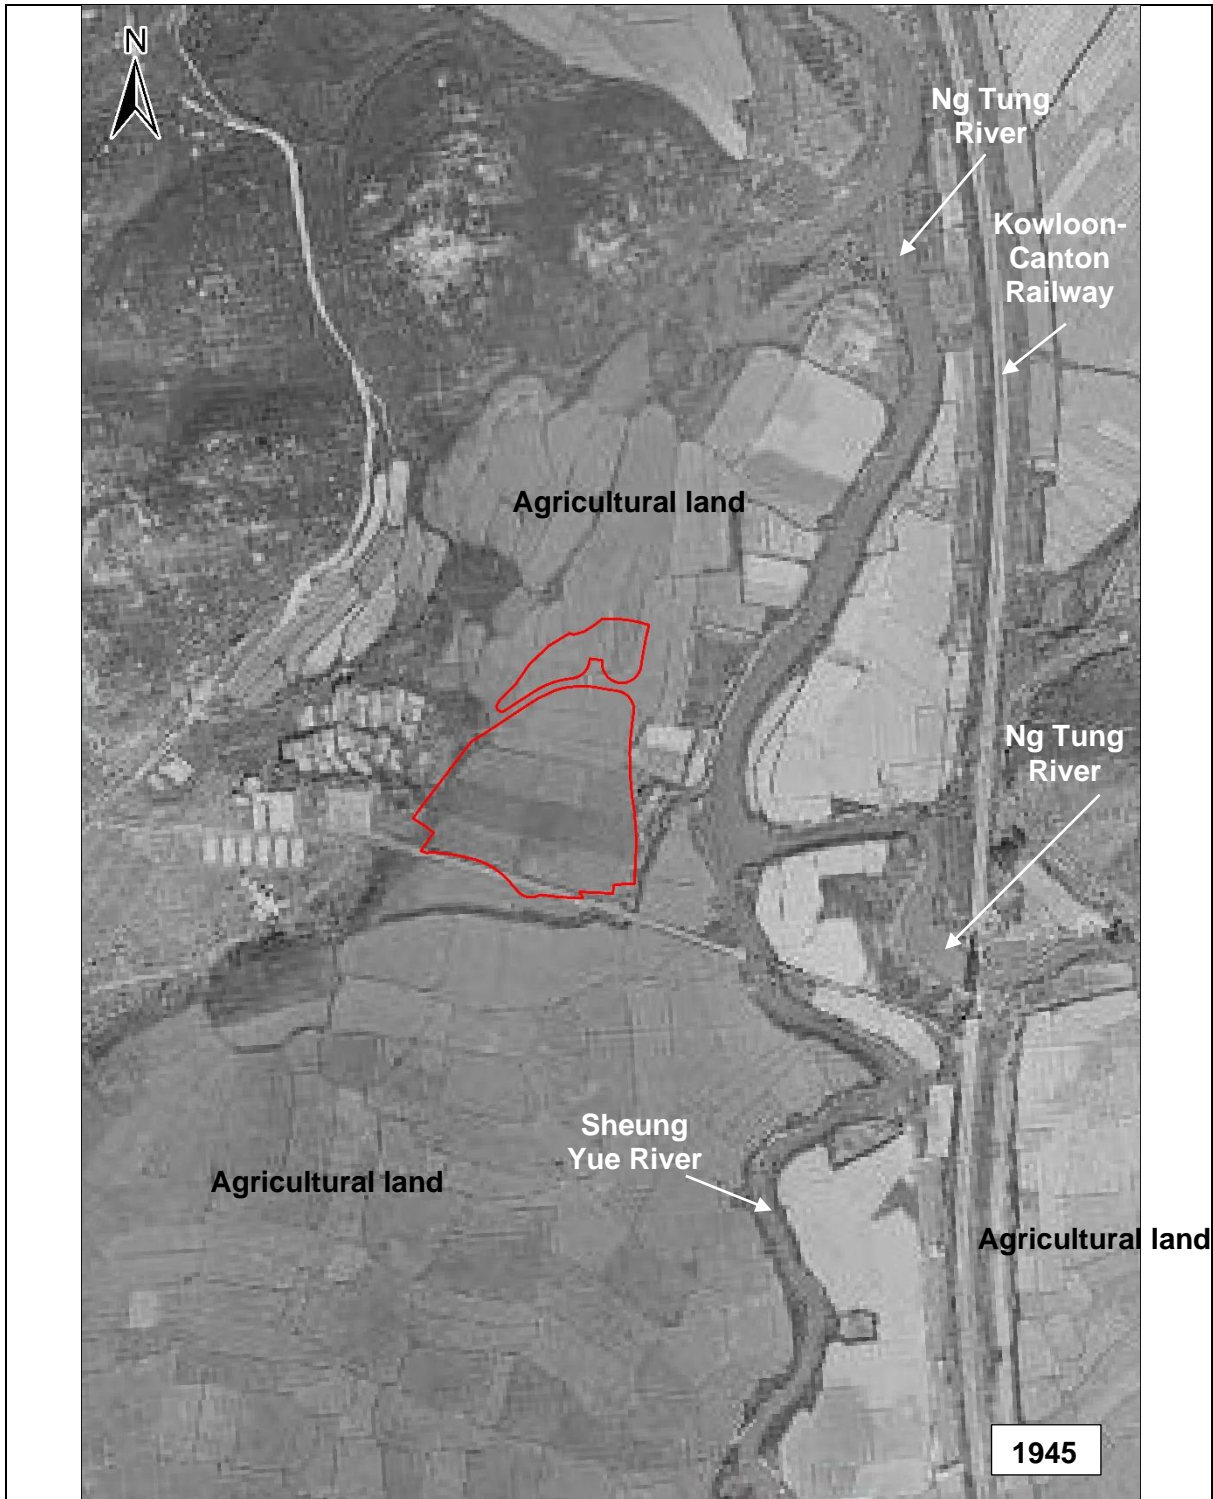 N
Ng Tung
River
Kowloon-
Canton
Railway
Agricultural land
Ng Tung
River
Sheung
Yue River
Agricultural land
Agricultural land
1945